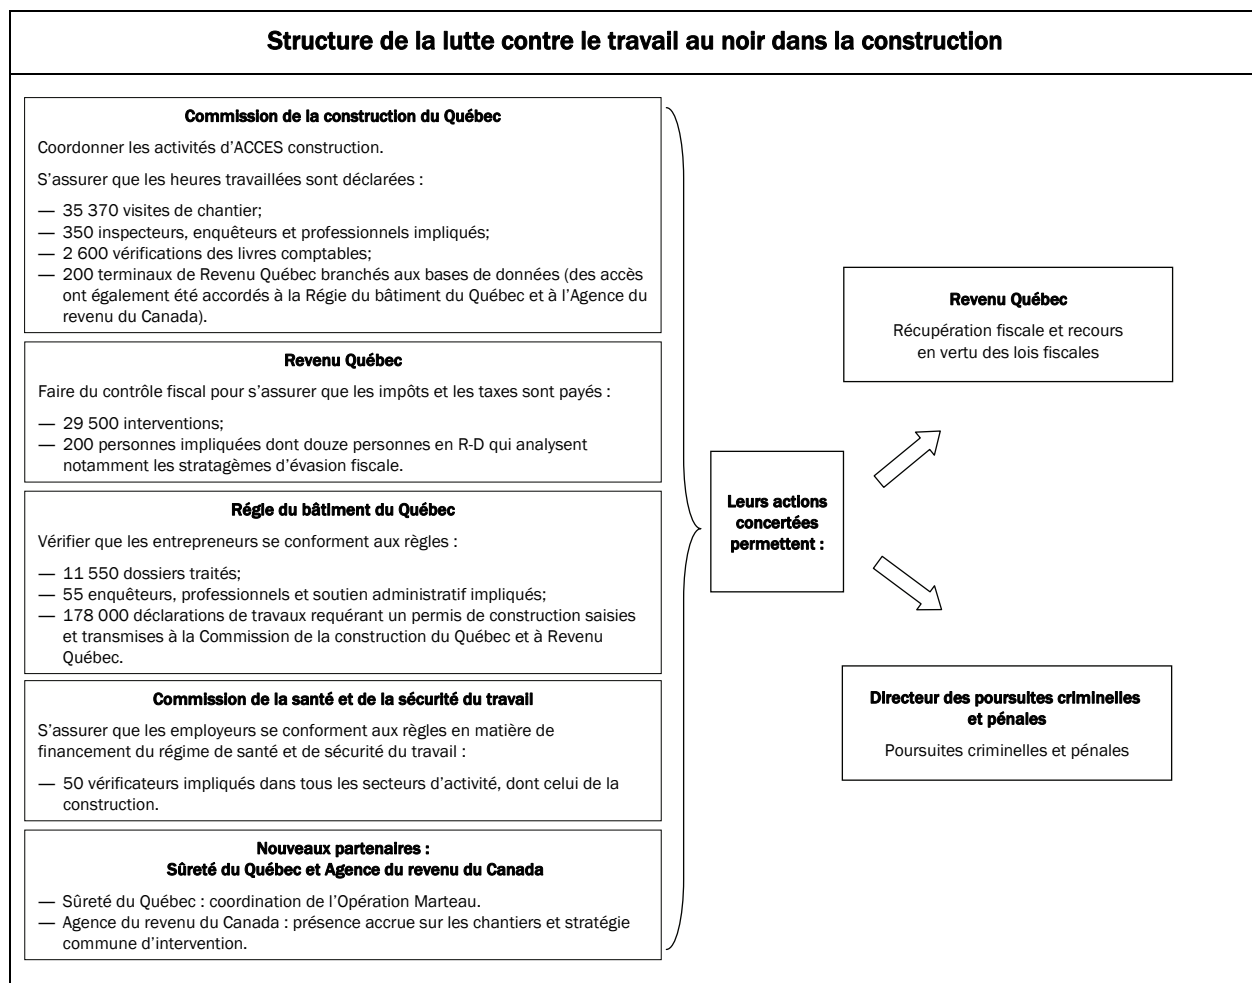 Structure de la lutte contre le travail au noir dans la construction
Commission de la construction du Québec
Coordonner les activités d’ACCES construction.
S’assurer que les heures travaillées sont déclarées :
— 35 370 visites de chantier;
— 350 inspecteurs, enquêteurs et professionnels impliqués;
— 2 600 vérifications des livres comptables;
— 200 terminaux de Revenu Québec branchés aux bases de données (des accès
ont également été accordés à la Régie du bâtiment du Québec et à l’Agence du
revenu du Canada).
Revenu Québec
Faire du contrôle fiscal pour s’assurer que les impôts et les taxes sont payés :
— 29 500 interventions;
— 200 personnes impliquées dont douze personnes en R-D qui analysent
notamment les stratagèmes d’évasion fiscale.
Régie du bâtiment du Québec
Vérifier que les entrepreneurs se conforment aux règles :
— 11 550 dossiers traités;
— 55 enquêteurs, professionnels et soutien administratif impliqués;
— 178 000 déclarations de travaux requérant un permis de construction saisies
et transmises à la Commission de la construction du Québec et à Revenu
Québec.
Commission de la santé et de la sécurité du travail
S’assurer que les employeurs se conforment aux règles en matière de
financement du régime de santé et de sécurité du travail :
— 50 vérificateurs impliqués dans tous les secteurs d’activité, dont celui de la
construction.
Nouveaux partenaires :
Sûreté du Québec et Agence du revenu du Canada
— Sûreté du Québec : coordination de l’Opération Marteau.
— Agence du revenu du Canada : présence accrue sur les chantiers et stratégie
commune d’intervention.
Leurs actions
concertées
permettent :
Revenu Québec
Récupération fiscale et recours
en vertu des lois fiscales
Directeur des poursuites criminelles
et pénales
Poursuites criminelles et pénales